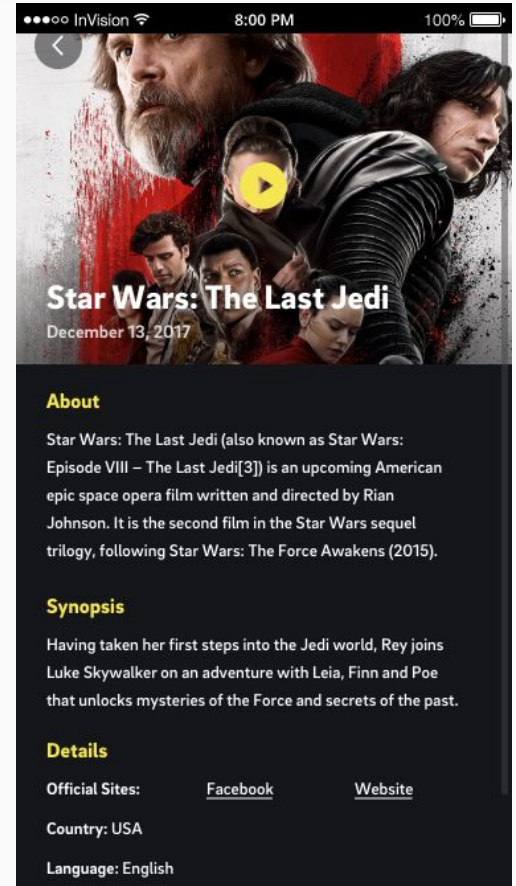 ●●●○○ InVision 8:00 PM 100%
Star Wars: The Last Jedi
December 13, 2017
About
Star Wars: The Last Jedi (also known as Star Wars:
Episode VIII – The Last Jedi[3]) is an upcoming American
epic space opera film written and directed by Rian
Johnson. It is the second film in the Star Wars sequel
trilogy, following Star Wars: The Force Awakens (2015).
Synopsis
Having taken her first steps into the Jedi world, Rey joins
Luke Skywalker on an adventure with Leia, Finn and Poe
that unlocks mysteries of the Force and secrets of the past.
Details
Official Sites: Facebook Website
Country: USA
Language: English